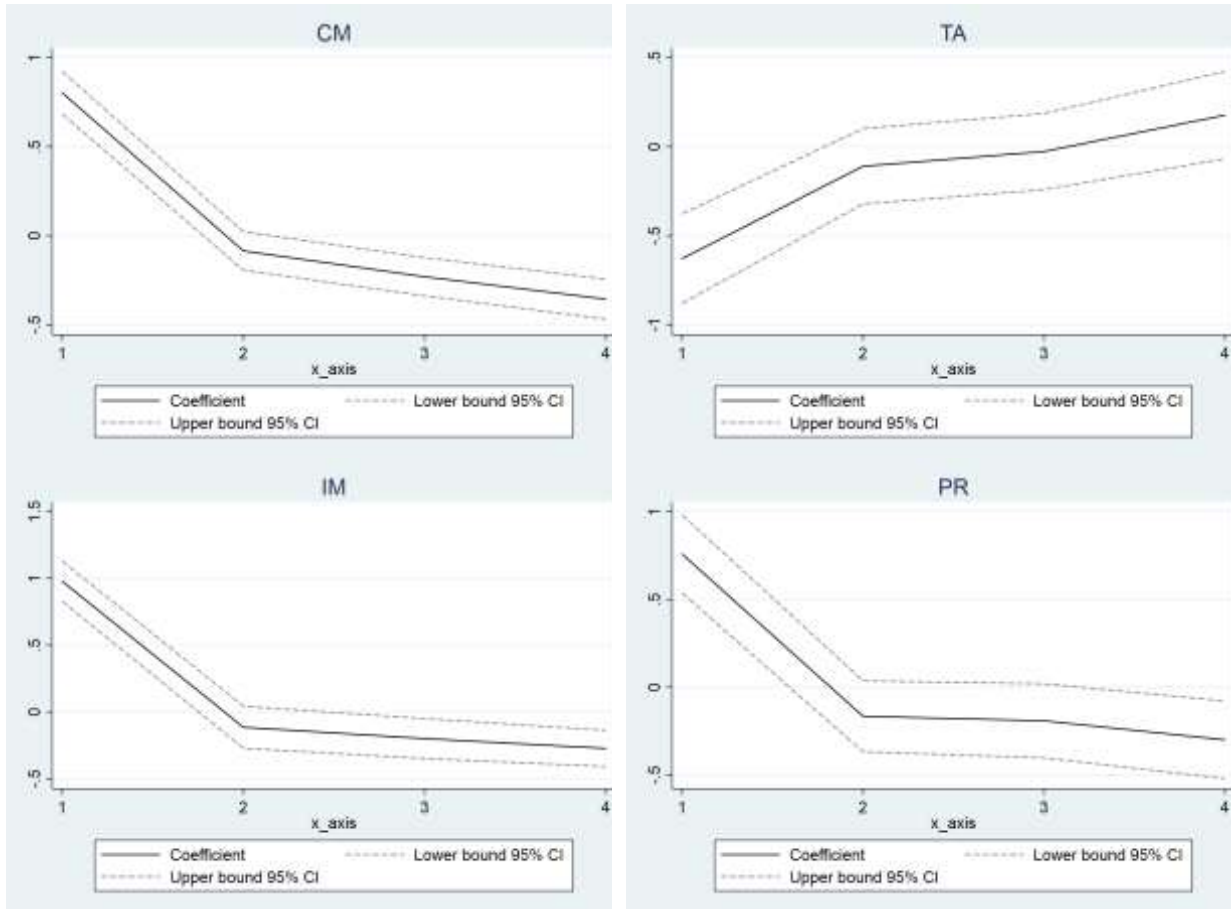 CM
1
.5
0
-.5
1 2 3 4
x_axis
Coefficient Lower bound 95% CI
Upper bound 95% CI
TA
.5
0
-.5
-1
1 2 3 4
x_axis
Coefficient Lower bound 95% CI
Upper bound 95% CI
IM
1.5
1
.5
0
-.5
1 2 3 4
x_axis
Coefficient Lower bound 95% CI
Upper bound 95% CI
PR
1
.5
0
-.5
1 2 3 4
x_axis
Coefficient Lower bound 95% CI
Upper bound 95% CI